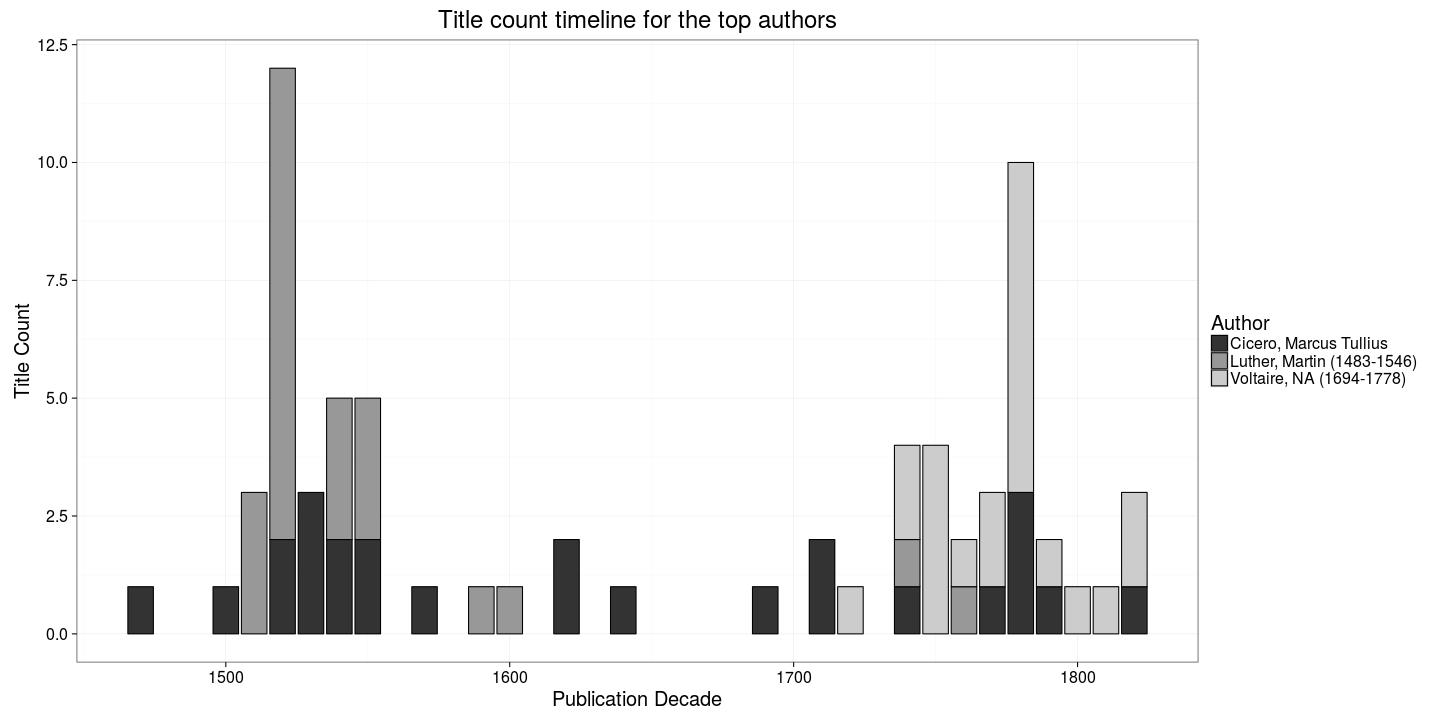 Title count timeline for the top authors
12.5
10.0
7.5
5.0
2.5
0.0
Title Count
1500 1600 1700 1800
Publication Decade
Author
Cicero, Marcus Tullius
Luther, Martin (1483-1546)
Voltaire, NA (1694-1778)